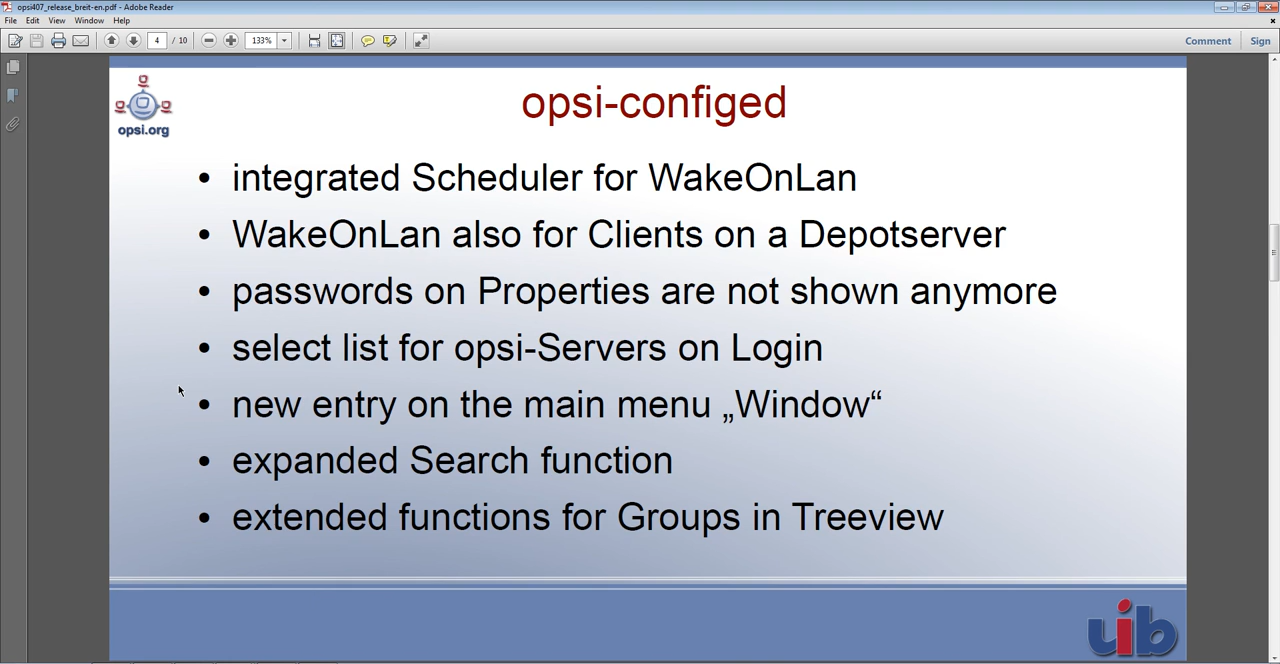 opsi407_release_breit-en.pdf - Adobe Reader
File Edit View Window Help
4 / 10 133% Comment Sign
opsi.org
opsi-configed
• integrated Scheduler for WakeOnLan
• WakeOnLan also for Clients on a Depotserver
• passwords on Properties are not shown anymore
• select list for opsi-Servers on Login
• new entry on the main menu „Window“
• expanded Search function
• extended functions for Groups in Treeview
uib